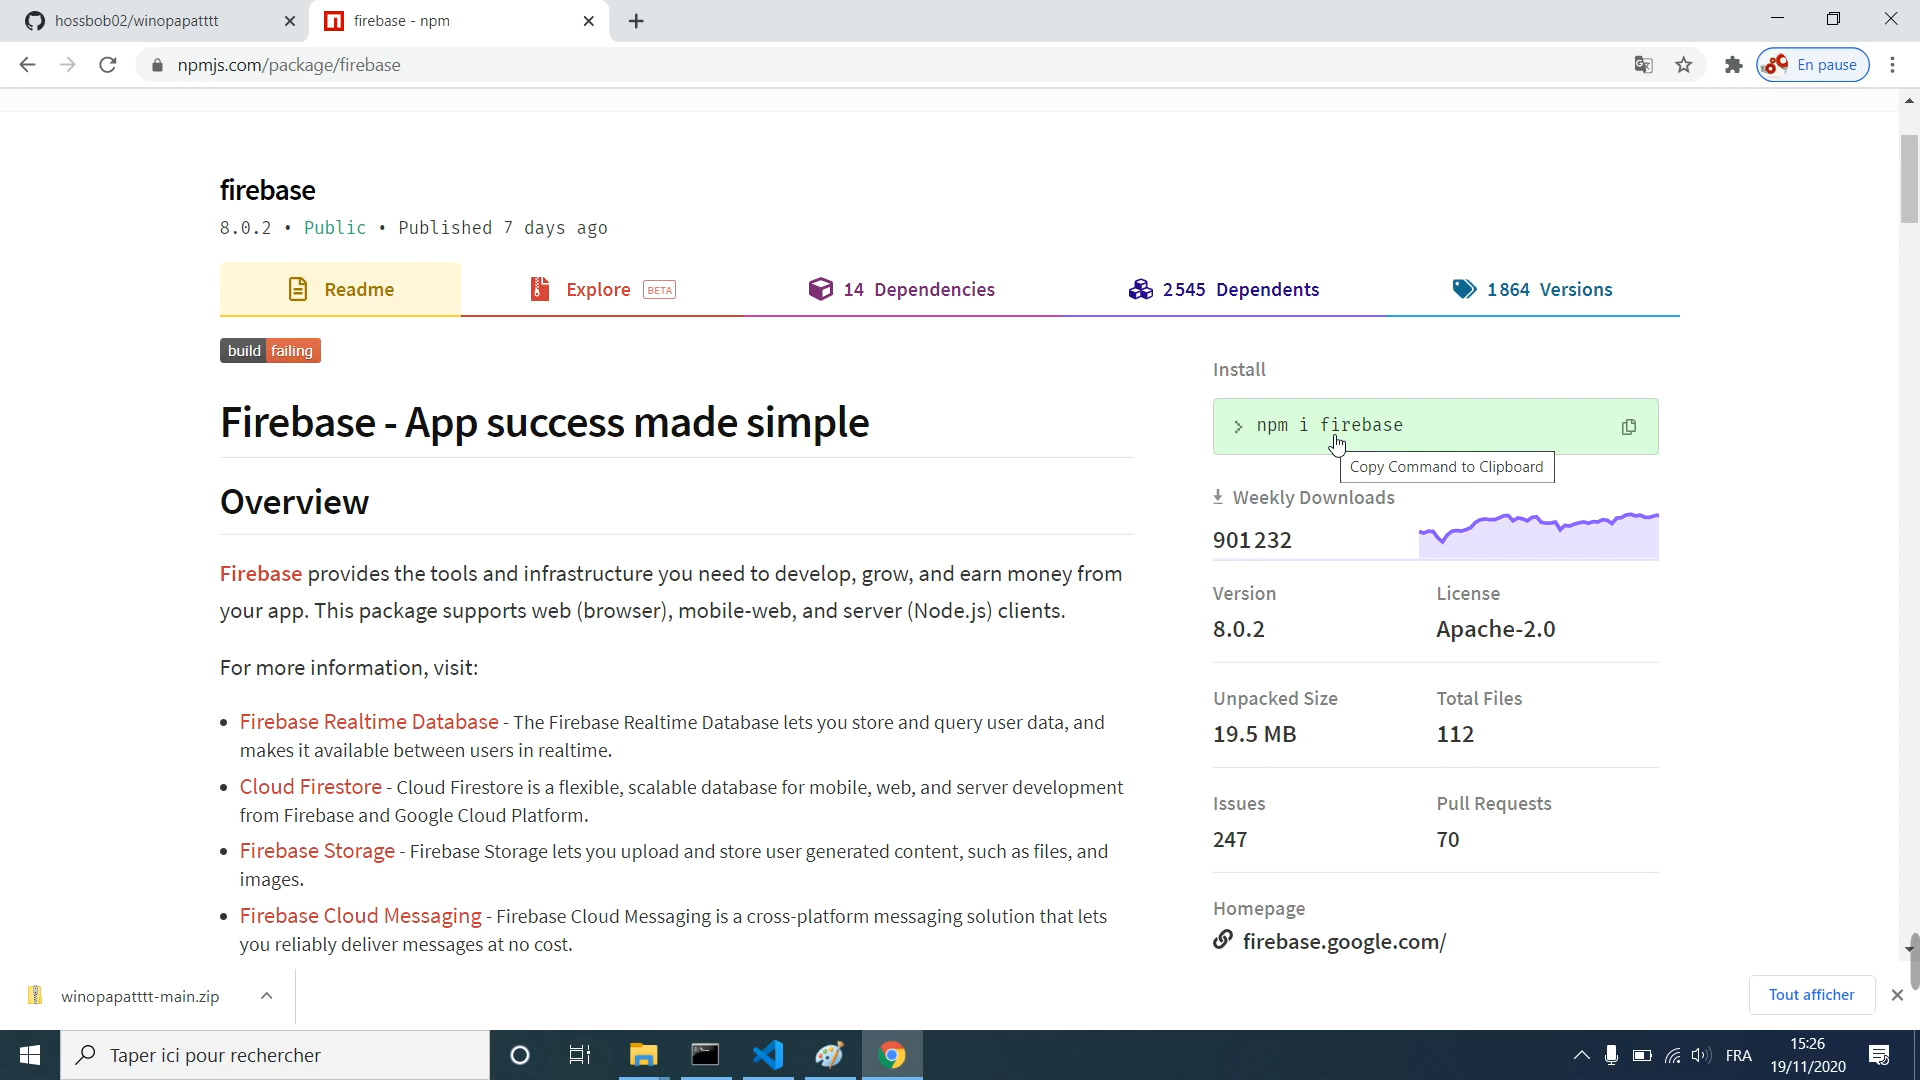 hossbob02/winopapatttt
firebase - npm
npmjs.com/package/firebase
En pause
firebase
8.0.2 • Public • Published 7 days ago
Readme
Explore BETA
14 Dependencies
2545 Dependents
1864 Versions
build failing
Firebase - App success made simple
Overview
Firebase provides the tools and infrastructure you need to develop, grow, and earn money from
your app. This package supports web (browser), mobile-web, and server (Node.js) clients.
For more information, visit:
• Firebase Realtime Database - The Firebase Realtime Database lets you store and query user data, and
makes it available between users in realtime.
• Cloud Firestore - Cloud Firestore is a flexible, scalable database for mobile, web, and server development
from Firebase and Google Cloud Platform.
• Firebase Storage - Firebase Storage lets you upload and store user generated content, such as files, and
images.
• Firebase Cloud Messaging - Firebase Cloud Messaging is a cross-platform messaging solution that lets
you reliably deliver messages at no cost.
Install
> npm i firebase
Copy Command to Clipboard
Weekly Downloads
901232
Version License
8.0.2 Apache-2.0
Unpacked Size Total Files
19.5 MB 112
Issues Pull Requests
247 70
Homepage
firebase.google.com/
winopapatttt-main.zip
Tout afficher
Taper ici pour rechercher
FRA
15:26
19/11/2020